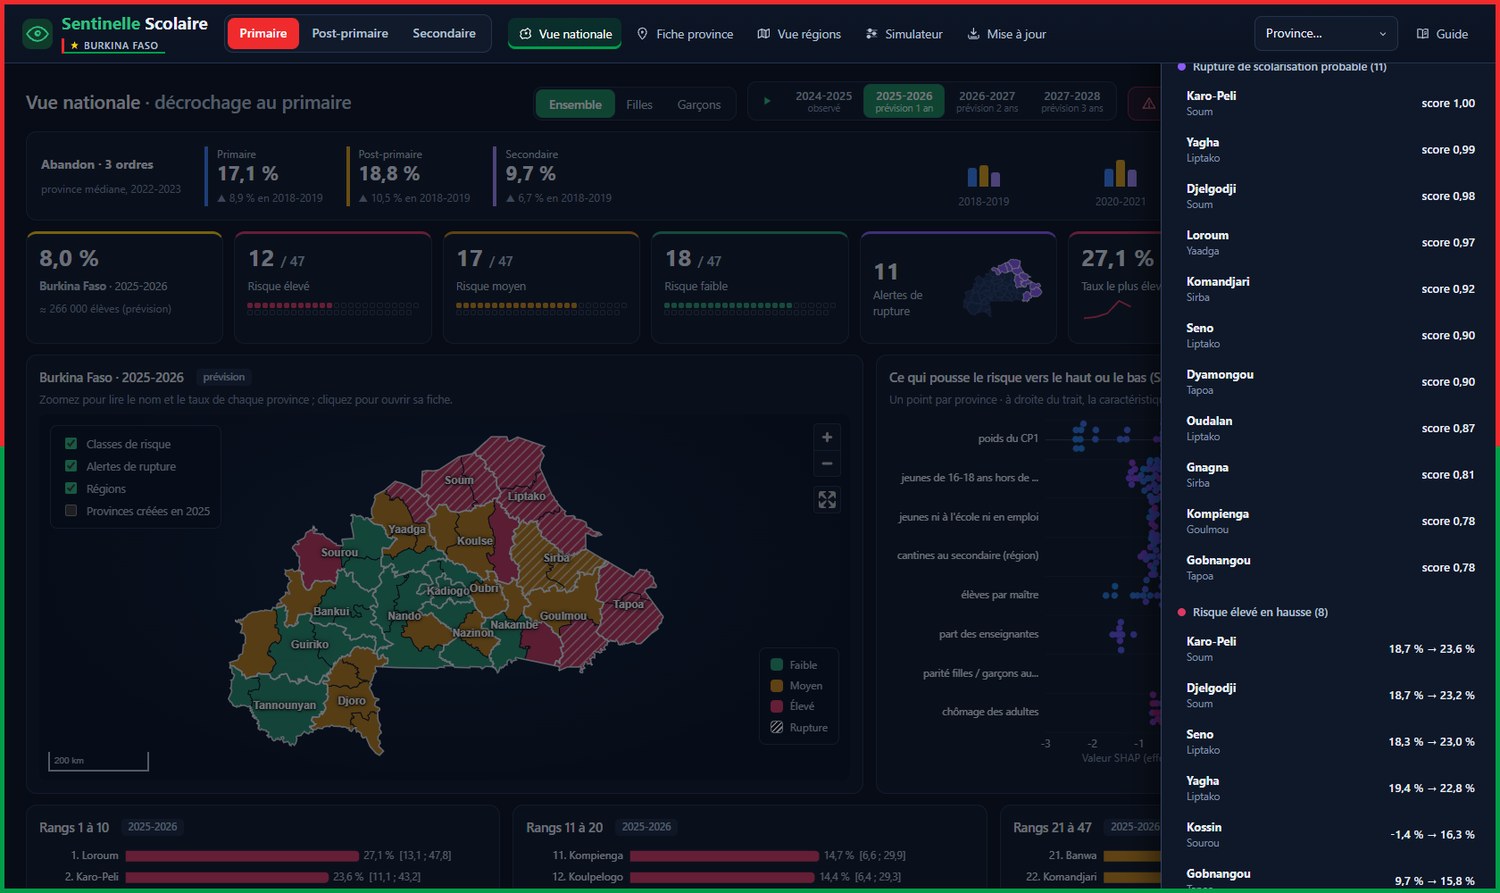 Sentinelle Scolaire
★ BURKINA FASO
Primaire
Post-primaire
Secondaire
Vue nationale
Fiche province
Vue régions
Simulateur
Mise à jour
Province...
Guide
Vue nationale · décrochage au primaire
Ensemble
Filles
Garçons
2024-2025
observé
2025-2026
prévision 1 an
2026-2027
prévision 2 ans
2027-2028
prévision 3 ans
Abandon · 3 ordres
province médiane, 2022-2023
Primaire
17,1 %
▲ 8,9 % en 2018-2019
Post-primaire
18,8 %
▲ 10,5 % en 2018-2019
Secondaire
9,7 %
▲ 6,7 % en 2018-2019
2018-2019
2020-2021
8,0 %
Burkina Faso · 2025-2026
≈ 266 000 élèves (prévision)
12 / 47
Risque élevé
17 / 47
Risque moyen
18 / 47
Risque faible
11
Alertes de
rupture
27,1 %
Taux le plus élev
Burkina Faso · 2025-2026
prévision
Zoomez pour lire le nom et le taux de chaque province ; cliquez pour ouvrir sa fiche.
Classes de risque
Alertes de rupture
Régions
Provinces créées en 2025
+
−
Soum
Liptako
Yaadga
Koulse
Sourou
Sirba
Kadiogo
Oubri
Bankui
Nando
Tapoa
Goulmou
Nakambé
Nazinon
Guiriko
Tannounyan
Djoro
200 km
Faible
Moyen
Élevé
Rupture
Ce qui pousse le risque vers le haut ou le bas (S
Un point par province · à droite du trait, la caractéristiq
poids du CP1
jeunes de 16-18 ans hors de ...
jeunes ni à l'école ni en emploi
cantines au secondaire (région)
élèves par maître
part des enseignantes
parité filles / garçons au...
chômage des adultes
-3
-2
-1
Valeur SHAP (effe
Rangs 1 à 10
2025-2026
1. Loroum
27,1 % [13,1 ; 47,8]
2. Karo-Peli
23,6 % [11,1 ; 43,2]
Rangs 11 à 20
2025-2026
11. Kompienga
14,7 % [6,6 ; 29,9]
12. Koulpelogo
14,4 % [6,4 ; 29,3]
Rangs 21 à 47
2025-2026
21. Banwa
22. Komandjari
Rupture de scolarisation probable (11)
Karo-Peli
Soum
score 1,00
Yagha
Liptako
score 0,99
Djelgodji
Soum
score 0,98
Loroum
Yaadga
score 0,97
Komandjari
Sirba
score 0,92
Seno
Liptako
score 0,90
Dyamongou
Tapoa
score 0,90
Oudalan
Liptako
score 0,87
Gnagna
Sirba
score 0,81
Kompienga
Goulmou
score 0,78
Gobnangou
Tapoa
score 0,78
Risque élevé en hausse (8)
Karo-Peli
Soum
18,7 % → 23,6 %
Djelgodji
Soum
18,7 % → 23,2 %
Seno
Liptako
18,3 % → 23,0 %
Yagha
Liptako
19,4 % → 22,8 %
Kossin
Sourou
-1,4 % → 16,3 %
Gobnangou
9,7 % → 15,8 %